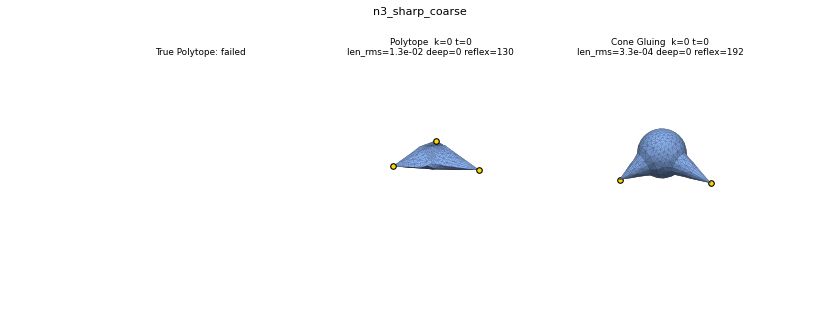 n3_sharp_coarse
True Polytope: failed
Polytope k=0 t=0
len_rms=1.3e-02 deep=0 reflex=130
Cone Gluing k=0 t=0
len_rms=3.3e-04 deep=0 reflex=192